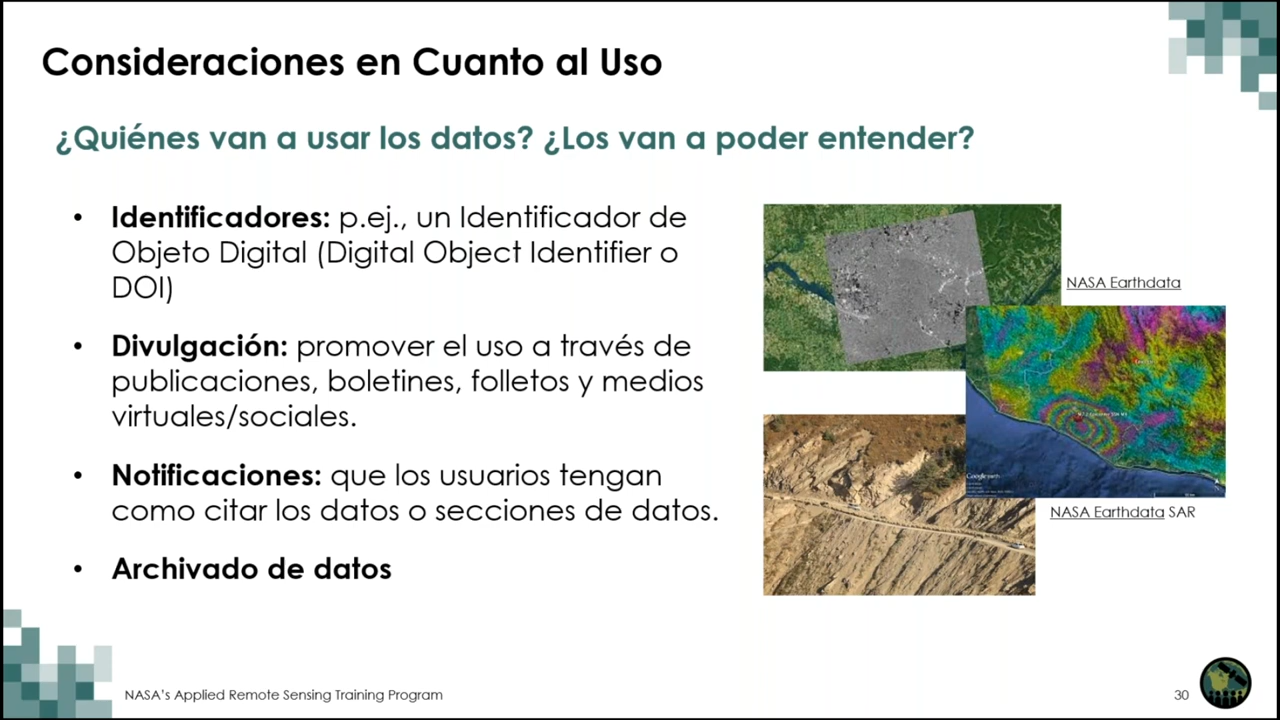 Consideraciones en Cuanto al Uso
¿Quiénes van a usar los datos? ¿Los van a poder entender?
• Identificadores: p.ej., un Identificador de
Objeto Digital (Digital Object Identifier o
DOI)
• Divulgación: promover el uso a través de
publicaciones, boletines, folletos y medios
virtuales/sociales.
• Notificaciones: que los usuarios tengan
como citar los datos o secciones de datos.
• Archivado de datos
NASA Earthdata
Google earth
NASA Earthdata SAR
NASA's Applied Remote Sensing Training Program
30